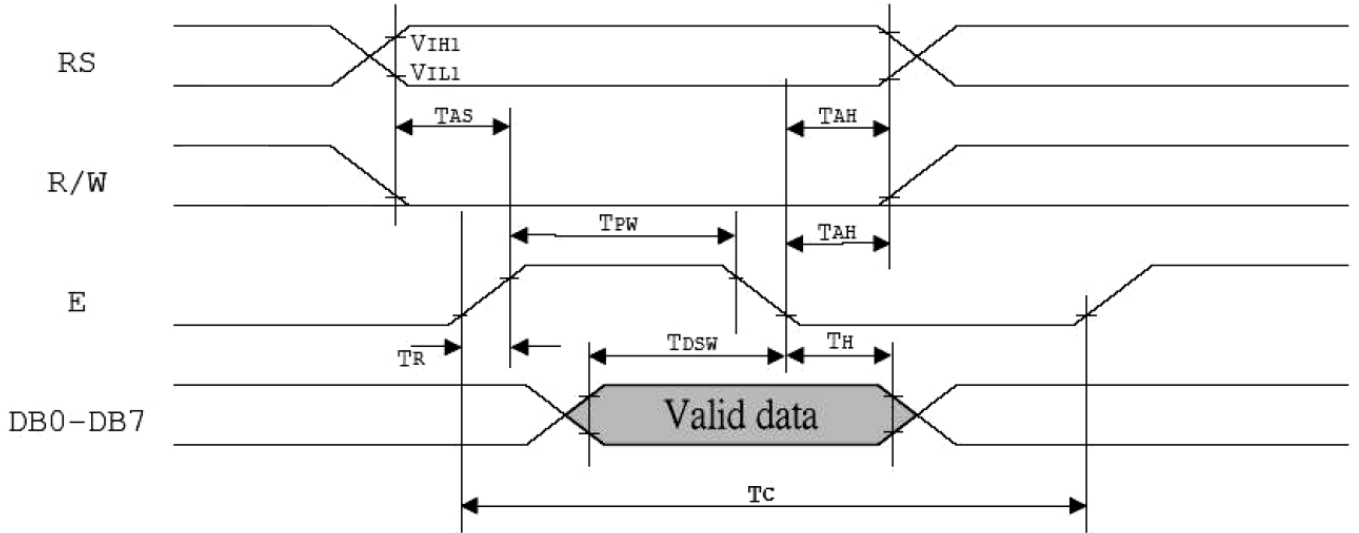 RS
VIH1
VIL1
TAS
TAH
R/W
TPW
TAH
E
TR
TDSW
TH
DB0-DB7
Valid data
TC